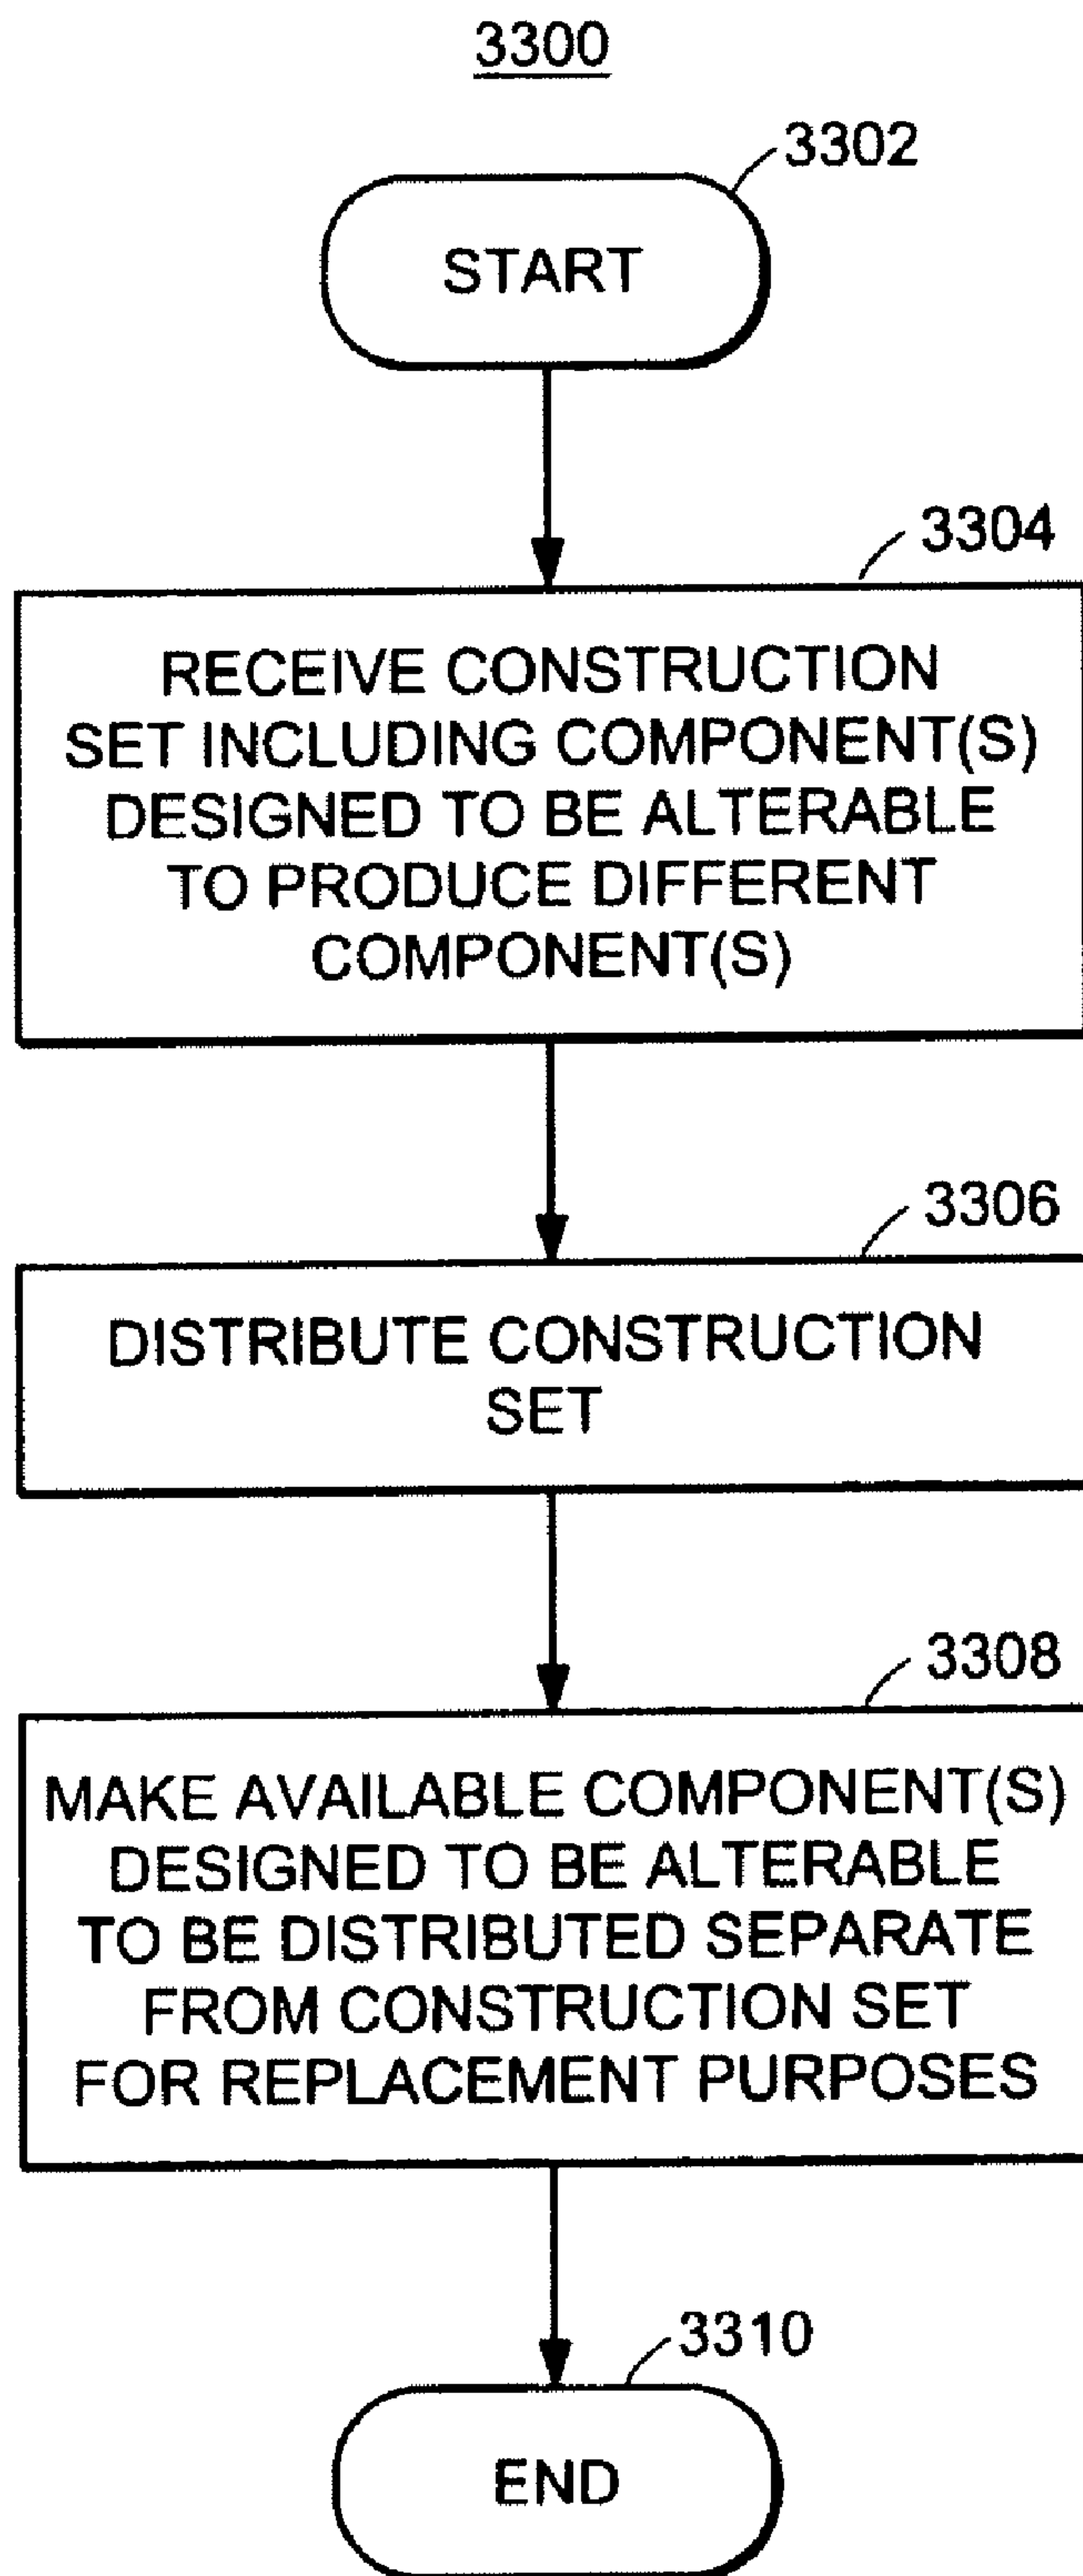 3300
3302
START
3304
RECEIVE CONSTRUCTION
SET INCLUDING COMPONENT(S)
DESIGNED TO BE ALTERABLE
TO PRODUCE DIFFERENT
COMPONENT(S)
3306
DISTRIBUTE CONSTRUCTION
SET
3308
MAKE AVAILABLE COMPONENT(S)
DESIGNED TO BE ALTERABLE
TO BE DISTRIBUTED SEPARATE
FROM CONSTRUCTION SET
FOR REPLACEMENT PURPOSES
3310
END